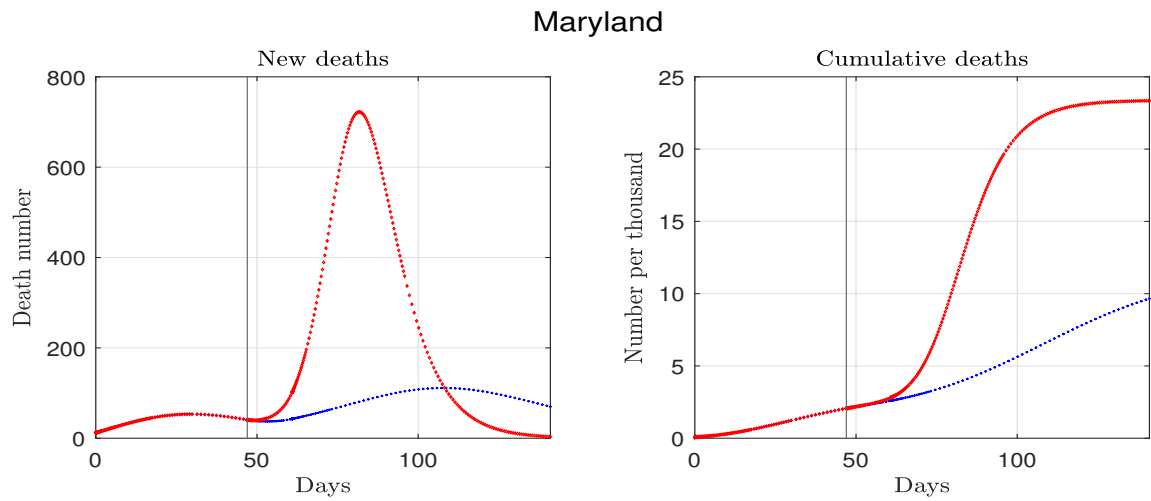 Maryland
New deaths
Death number
800
600
400
200
0
0 50 100
Days
Cumulative deaths
Number per thousand
25
20
15
10
5
0
0 50 100
Days